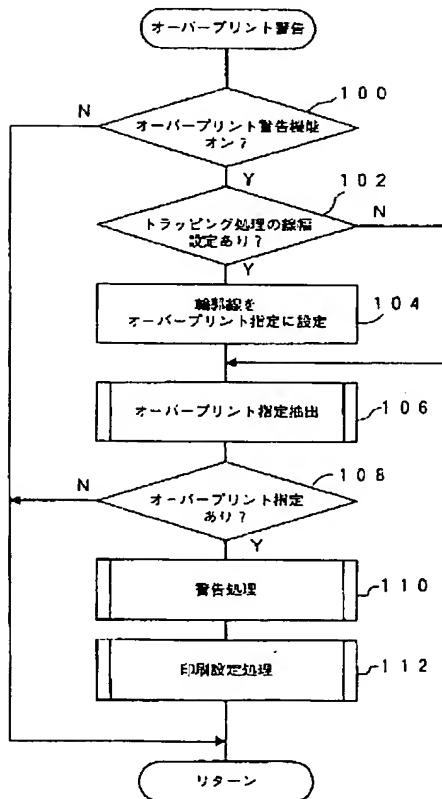 オーバープリント警告
100
N
オーバープリント警告機能
オン?
Y
102
トラッピング処理の線幅
設定あり?
N
Y
輪郭線を
オーバープリント指定に設定
104
オーバープリント指定抽出
106
108
N
オーバープリント指定
あり?
Y
警告処理
110
印刷設定処理
112
リターン